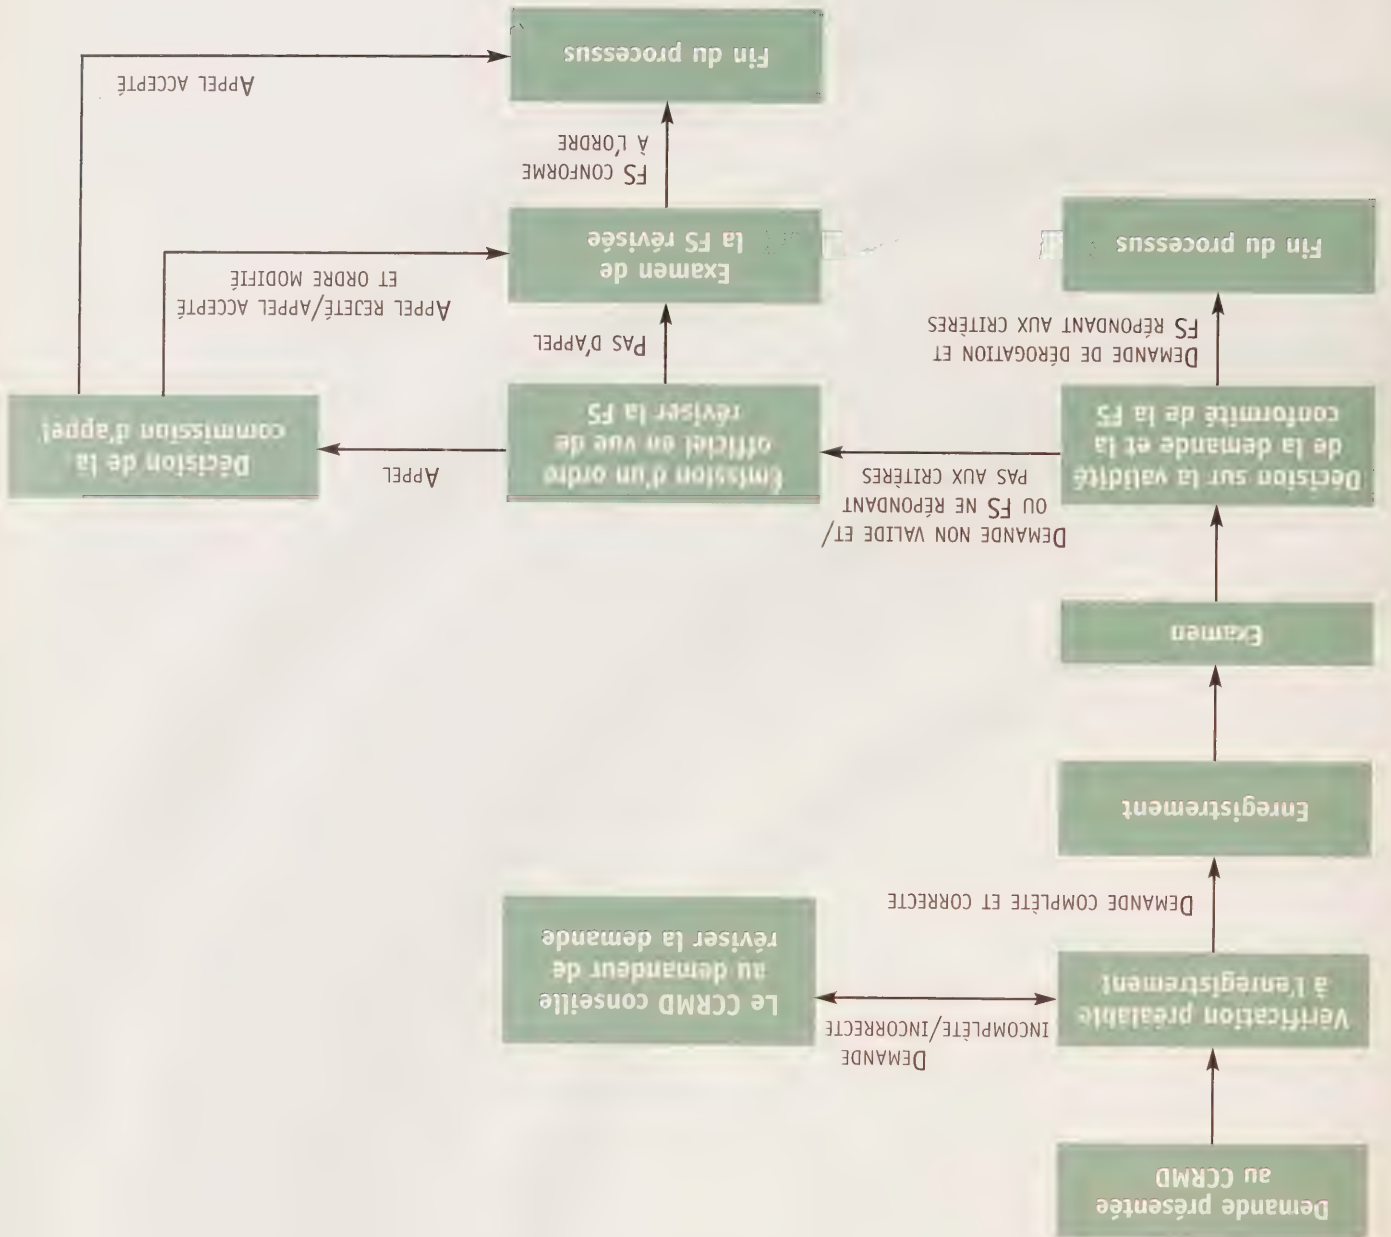 Demande présentée
au CCRMD
Vérification préalable
à l'enregistrement
DEMANDE
INCOMPLÈTE/INCORRECTE
Le CCRMD conseille
au demandeur de
réviser la demande
DEMANDE COMPLÈTE ET CORRECTE
Enregistrement
Examen
Décision sur la validité
de la demande et la
conformité de la FS
DEMANDE NON VALIDE ET/
OU FS NE RÉPONDANT
PAS AUX CRITÈRES
Émission d'un ordre
officiel en vue de
réviser la FS
APPEL
Décision de la
commission d'appel
DEMANDE DE DÉROGATION ET
FS RÉPONDANT AUX CRITÈRES
Fin du processus
PAS D'APPEL
APPEL REJETÉ/APPEL ACCEPTÉ
ET ORDRE MODIFIÉ
Examen de
la FS révisée
FS CONFORME
À L'ORDRE
APPEL ACCEPTÉ
Fin du processus